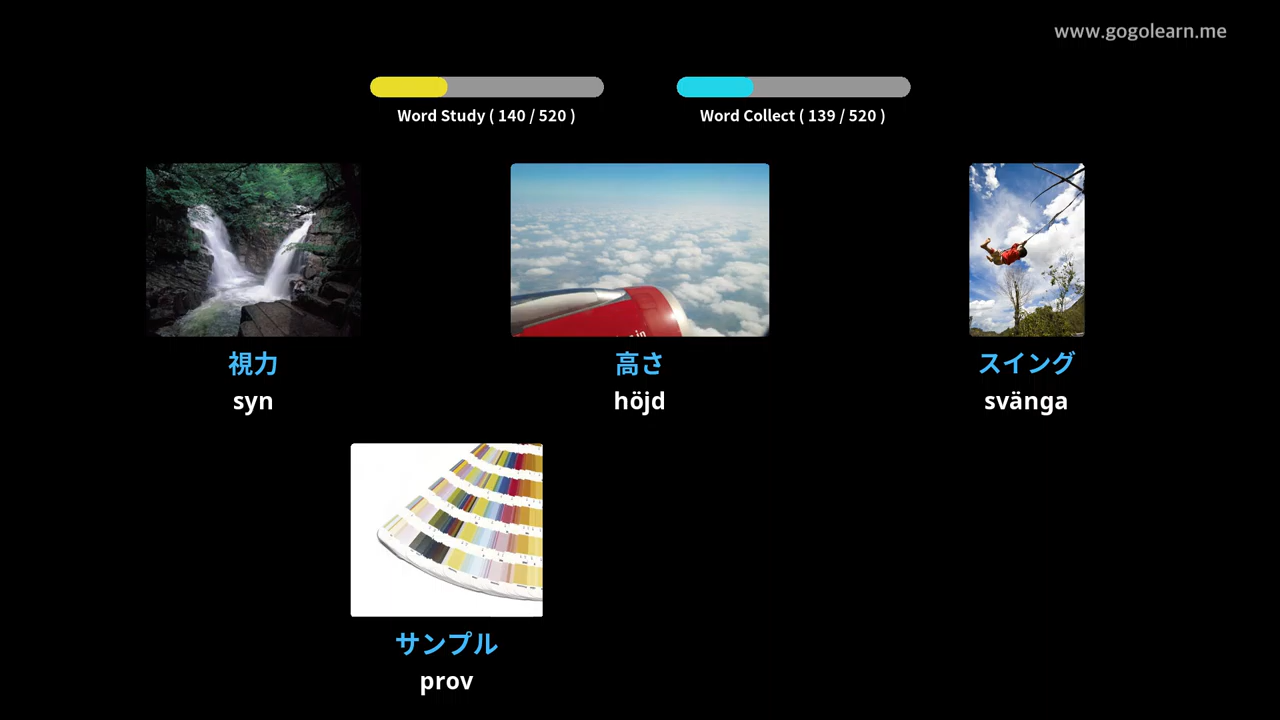 www.gogolearn.me
Word Study ( 140 / 520 )
Word Collect ( 139 / 520 )
視力
syn
高さ
höjd
スイング
svänga
サンプル
prov